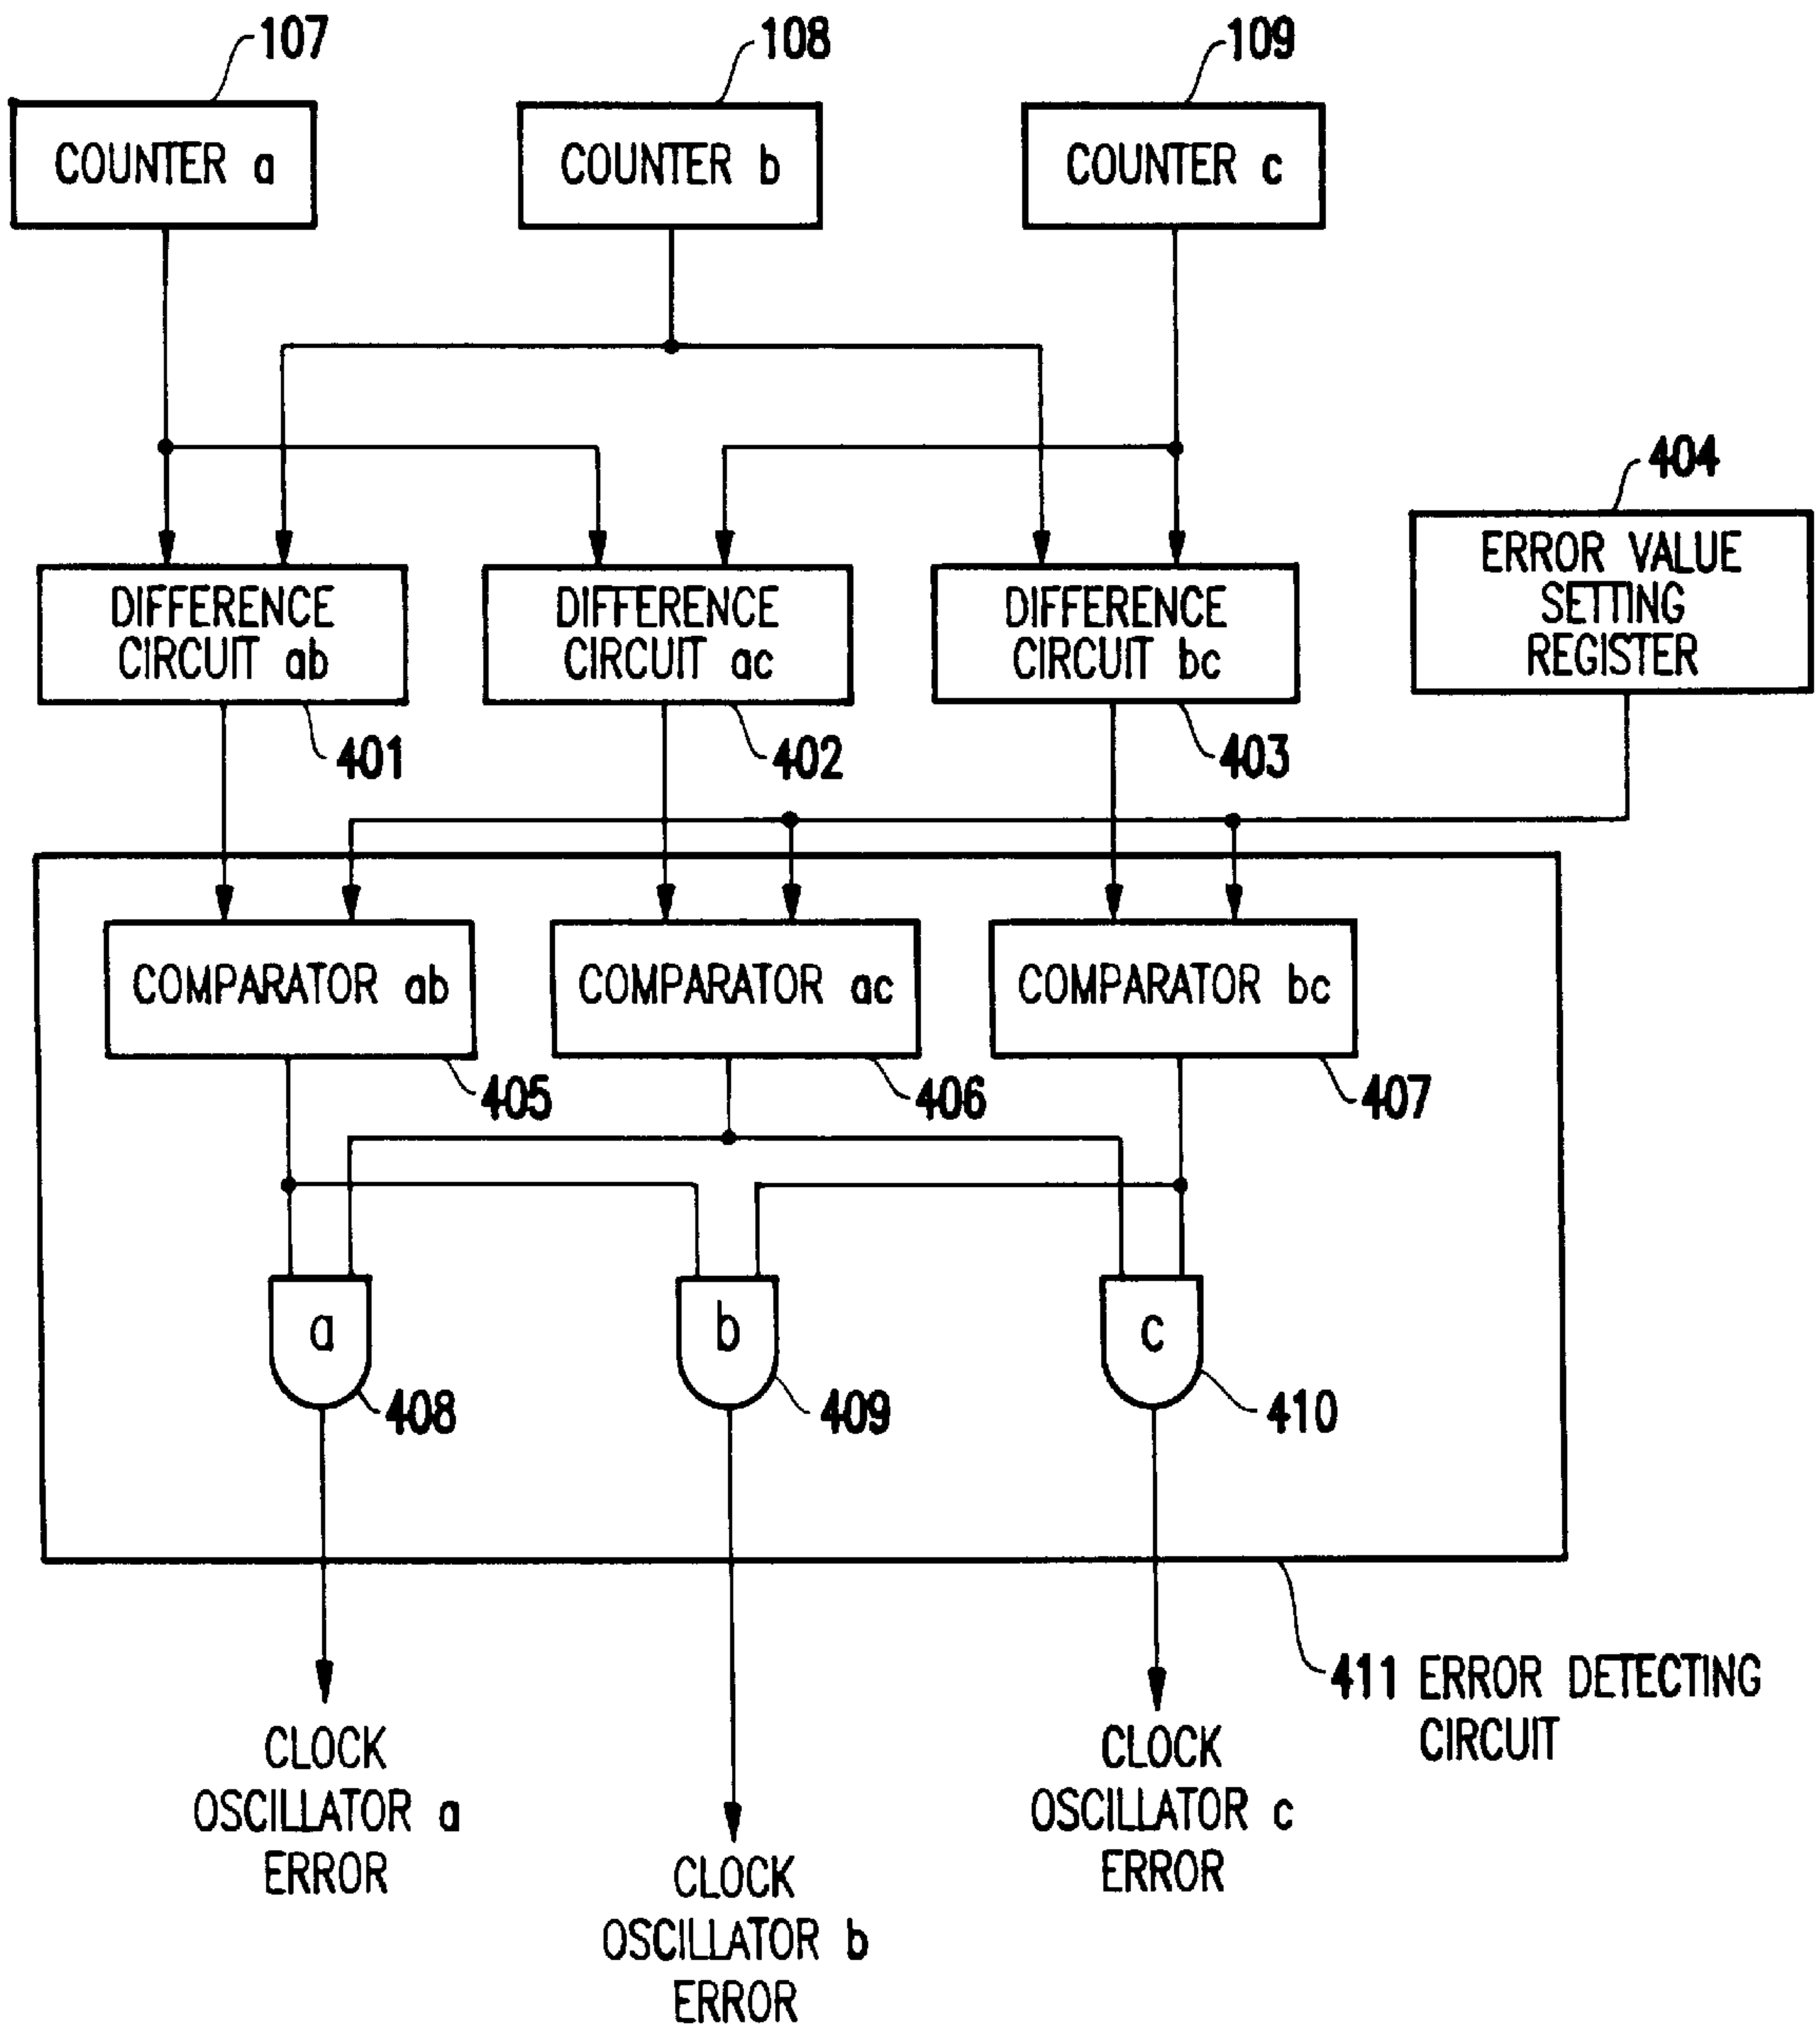 107
108
109
COUNTER a
COUNTER b
COUNTER c
404
ERROR VALUE
SETTING
REGISTER
DIFFERENCE
CIRCUIT ab
DIFFERENCE
CIRCUIT ac
DIFFERENCE
CIRCUIT bc
401
402
403
COMPARATOR ab
COMPARATOR ac
COMPARATOR bc
405
406
407
a
b
c
408
409
410
411 ERROR DETECTING
CIRCUIT
CLOCK
OSCILLATOR a
ERROR
CLOCK
OSCILLATOR b
ERROR
CLOCK
OSCILLATOR c
ERROR